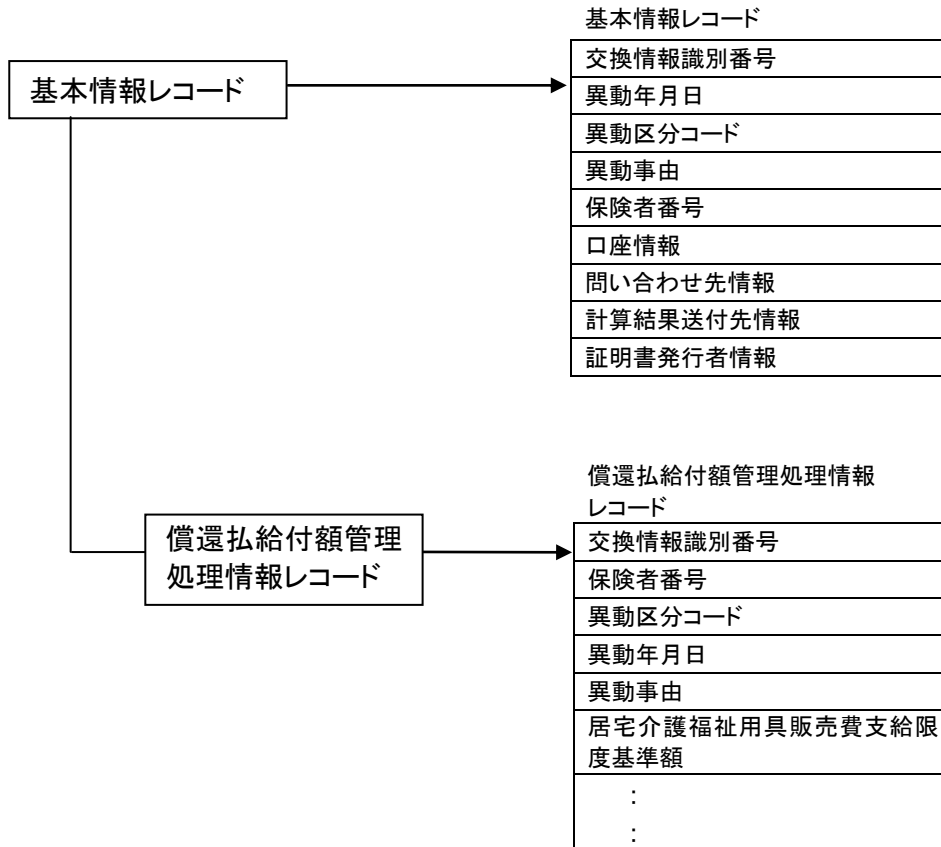 基本情報レコード
基本情報レコード
交換情報識別番号
異動年月日
異動区分コード
異動事由
保険者番号
口座情報
問い合わせ先情報
計算結果送付先情報
証明書発行者情報
償還払給付額管理
処理情報レコード
償還払給付額管理処理情報
レコード
交換情報識別番号
保険者番号
異動区分コード
異動年月日
異動事由
居宅介護福祉用具販売費支給限
度基準額
:
: